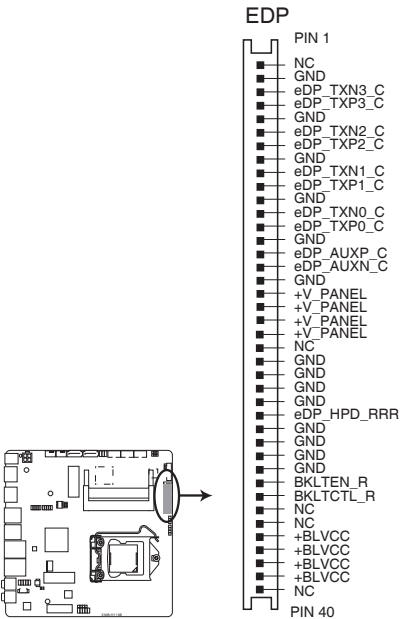 EDP
PIN 1
NC
GND
eDP_TXN3_C
eDP_TXP3_C
GND
eDP_TXN2_C
eDP_TXP2_C
GND
eDP_TXN1_C
eDP_TXP1_C
GND
eDP_TXN0_C
eDP_TXP0_C
GND
eDP_AUXP_C
eDP_AUXN_C
GND
+V_PANEL
+V_PANEL
+V_PANEL
+V_PANEL
NC
GND
GND
GND
GND
eDP_HPD_RRR
GND
GND
GND
GND
BKLTEN_R
BKLTCTL_R
NC
NC
+BLVCC
+BLVCC
+BLVCC
+BLVCC
NC
PIN 40